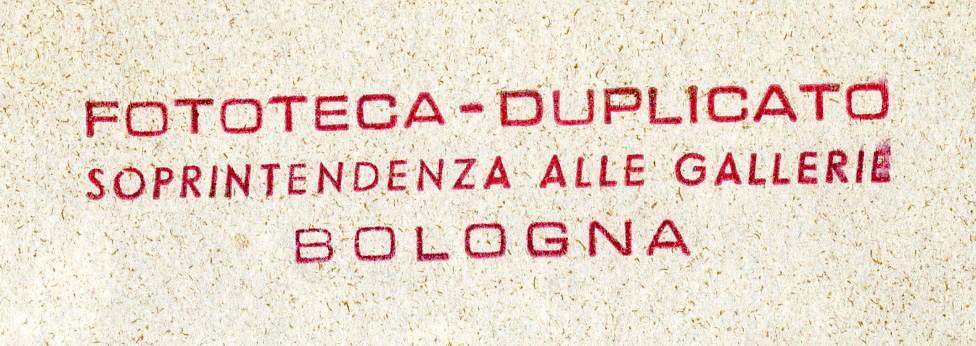 FOTOTECA-DUPLICATO
SOPRINTENDENZA ALLE GALLERIE
BOLOGNA